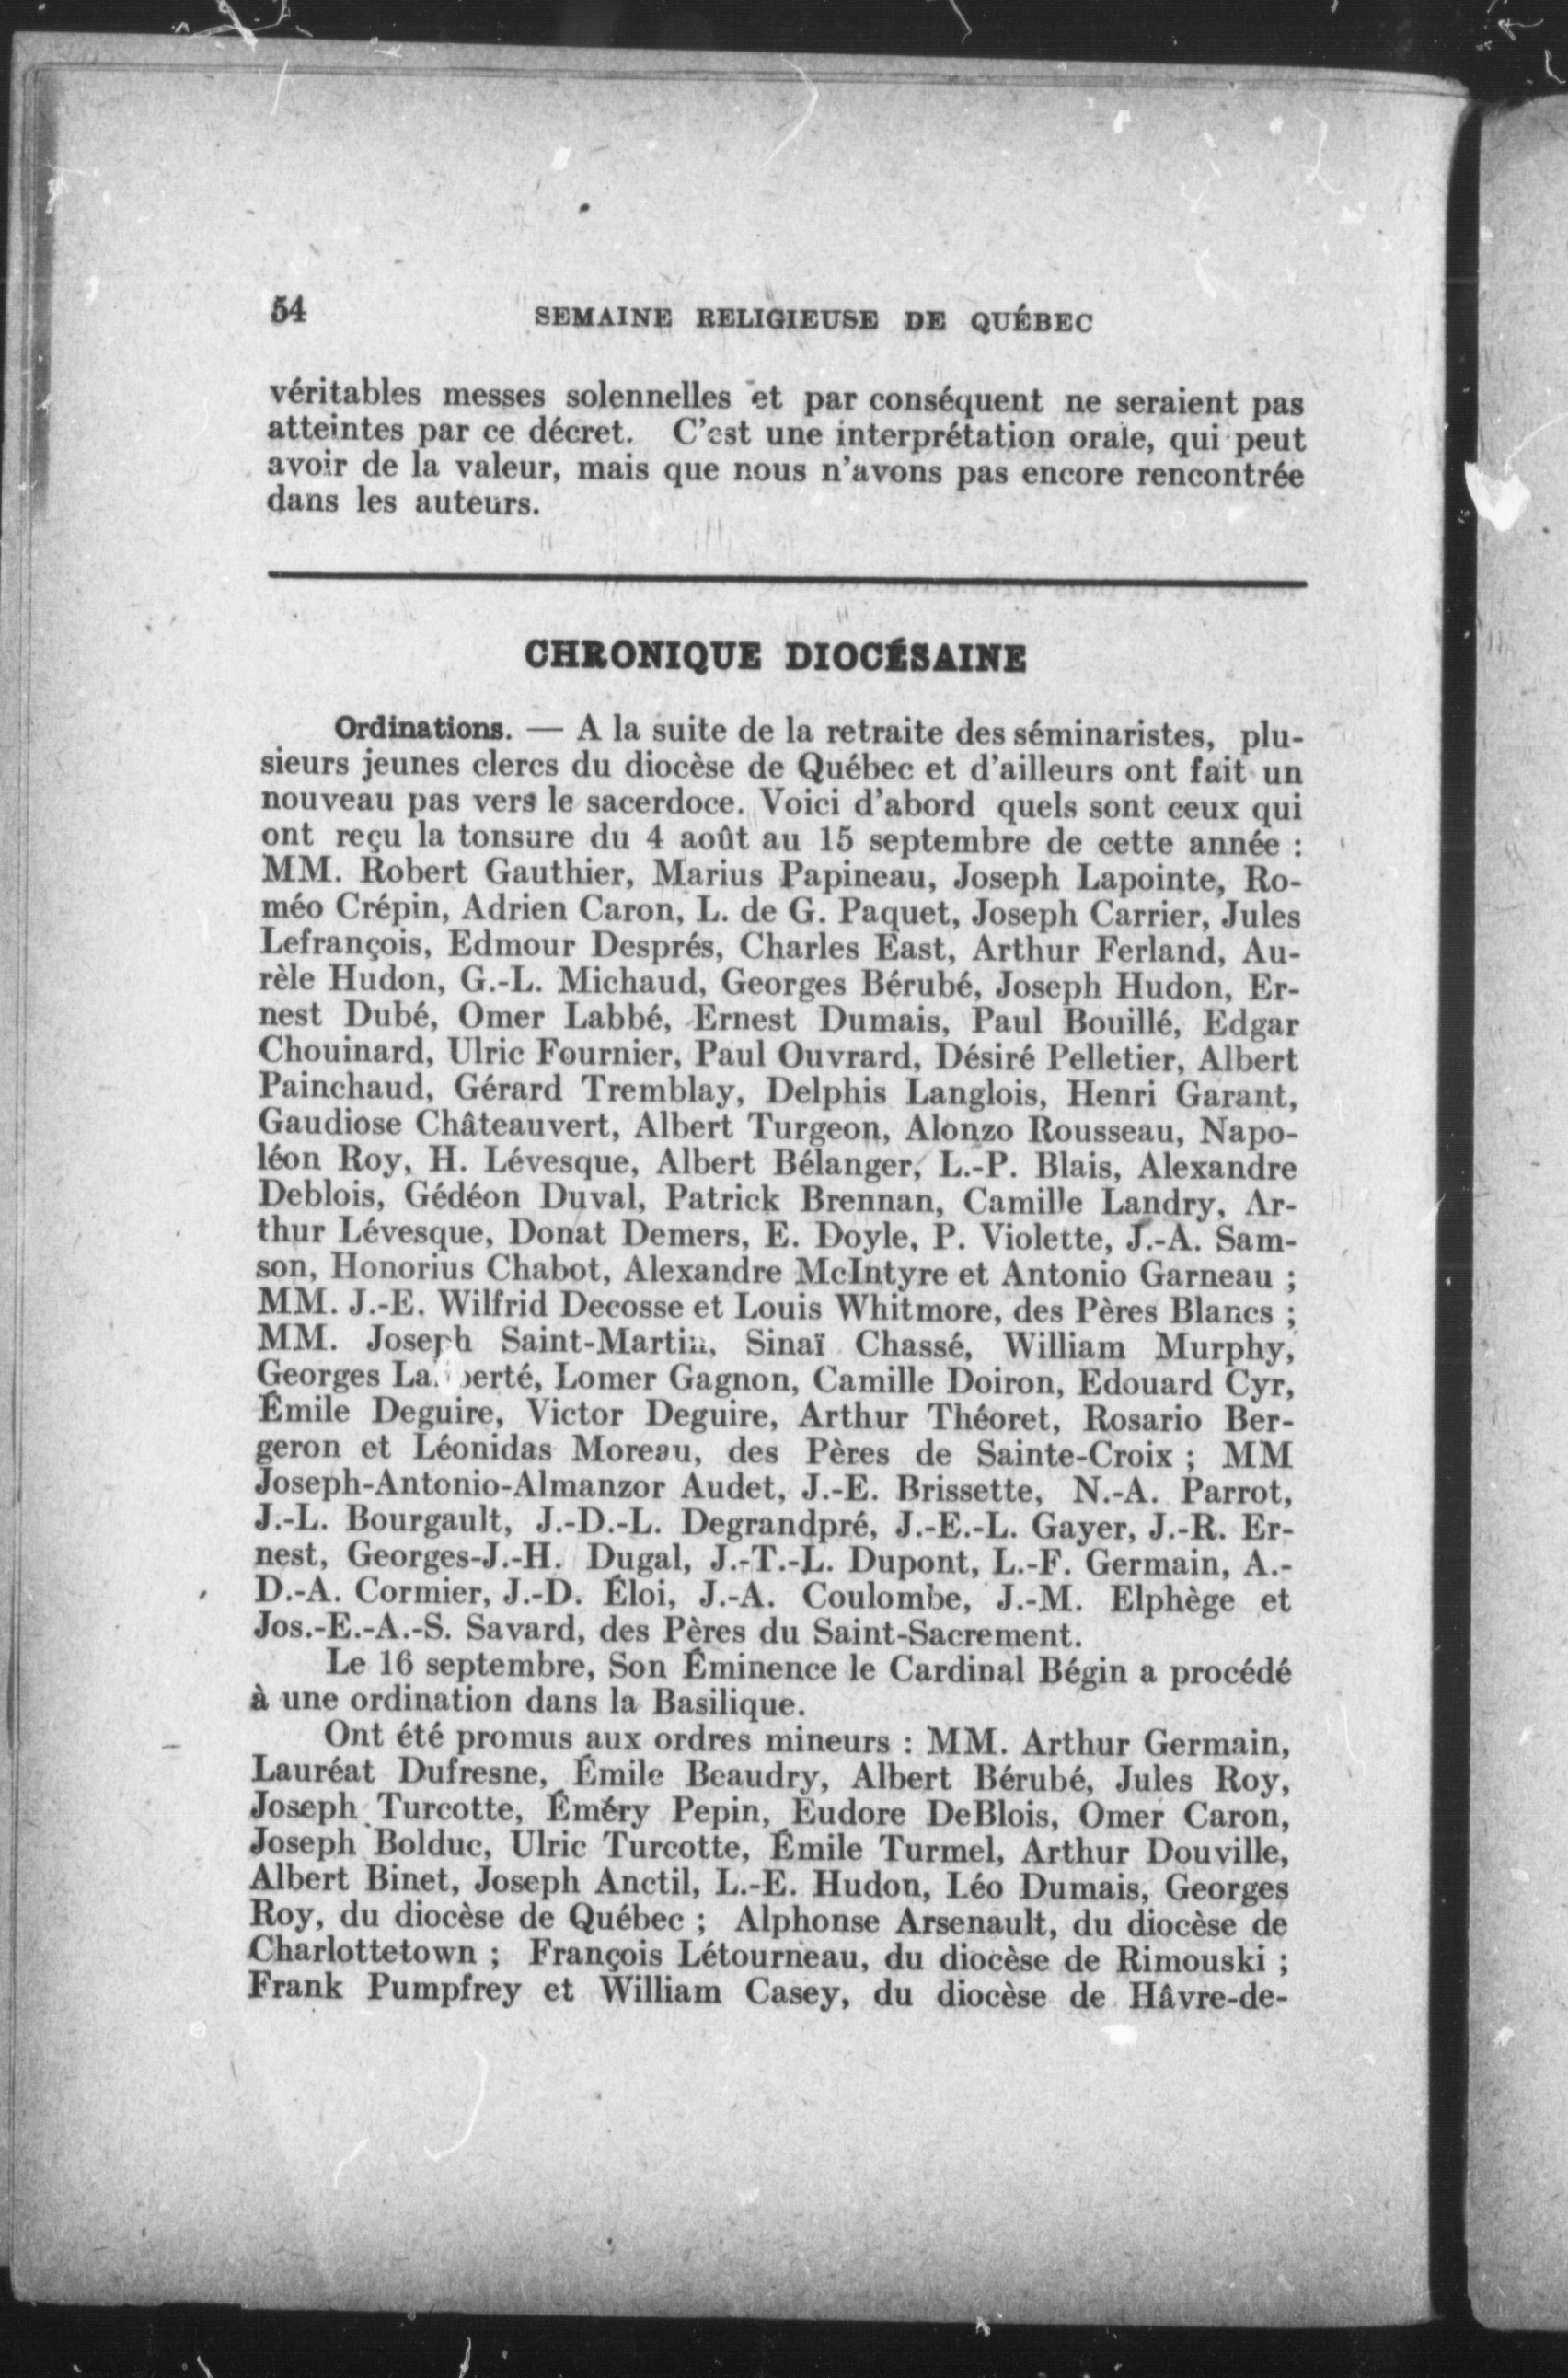 54 SEMAINE RELIGIEUSE DE QUÉBEC
véritables messes solennelles et par conséquent ne seraient pas
atteintes par ce décret. C'est une interprétation orale, qui peut
avoir de la valeur, mais que nous n'avons pas encore rencontrée
dans les auteurs.
CHRONIQUE DIOCÉSAINE
Ordinations. — A la suite de la retraite des séminaristes, plu-
sieurs jeunes clercs du diocèse de Québec et d'ailleurs ont fait un
nouveau pas vers le sacerdoce. Voici d'abord quels sont ceux qui
ont reçu la tonsure du 4 août au 15 septembre de cette année :
MM. Robert Gauthier, Marius Papineau, Joseph Lapointe, Ro-
méo Crépin, Adrien Caron, L. de G. Paquet, Joseph Carrier, Jules
Lefrançois, Edmour Després, Charles East, Arthur Ferland, Au-
rèle Hudon, G.-L. Michaud, Georges Bérubé, Joseph Hudon, Er-
nest Dubé, Omer Labbé, Ernest Dumais, Paul Bouillé, Edgar
Chouinard, Ulric Fournier, Paul Ouvrard, Désiré Pelletier, Albert
Painchaud, Gérard Tremblay, Delphis Langlois, Henri Garant,
Gaudiose Châteauvert, Albert Turgeon, Alonzo Rousseau, Napo-
léon Roy, H. Lévesque, Albert Bélanger, L.-P. Blais, Alexandre
Deblois, Gédéon Duval, Patrick Brennan, Camille Landry, Ar-
thur Lévesque, Donat Demers, E. Doyle, P. Violette, J.-A. Sam-
son, Honorius Chabot, Alexandre McIntyre et Antonio Garneau ;
MM. J.-E. Wilfrid Decosse et Louis Whitmore, des Pères Blancs ;
MM. Joseph Saint-Martin, Sinaï Chassé, William Murphy,
Georges Lomer Gagnon, Camille Doiron, Edouard Cyr,
Émile Deguire, Victor Deguire, Arthur Théoret, Rosario Ber-
geron et Léonidas Moreau, des Pères de Sainte-Croix ; MM
Joseph-Antonio-Almanzor Audet, J.-E. Brissette, N.-A. Parrot,
J.-L. Bourgault, J.-D.-L. Degrandpré, J.-E.-L. Gayer, J.-R. Er-
nest, Georges-J.-H. Dugal, J.-T.-L. Dupont, L.-F. Germain, A.-
D.-A. Cormier, J.-D. Éloi, J.-A. Coulombe, J.-M. Elphège et
Jos.-E.-A.-S. Savard, des Pères du Saint-Sacrement.
Le 16 septembre, Son Éminence le Cardinal Bégin a procédé
à une ordination dans la Basilique.
Ont été promus aux ordres mineurs : MM. Arthur Germain,
Lauréat Dufresne, Émile Beaudry, Albert Bérubé, Jules Roy,
Joseph Turcotte, Éméry Pepin, Eudore DeBlois, Omer Caron,
Joseph Bolduc, Ulric Turcotte, Émile Turmel, Arthur Douville,
Albert Binet, Joseph Anctil, L.-E. Hudon, Léo Dumais, Georges
Roy, du diocèse de Québec ; Alphonse Arsenault, du diocèse de
Charlottetown ; François Létourneau, du diocèse de Rimouski ;
Frank Pumpfrey et William Casey, du diocèse de Hâvre-de-